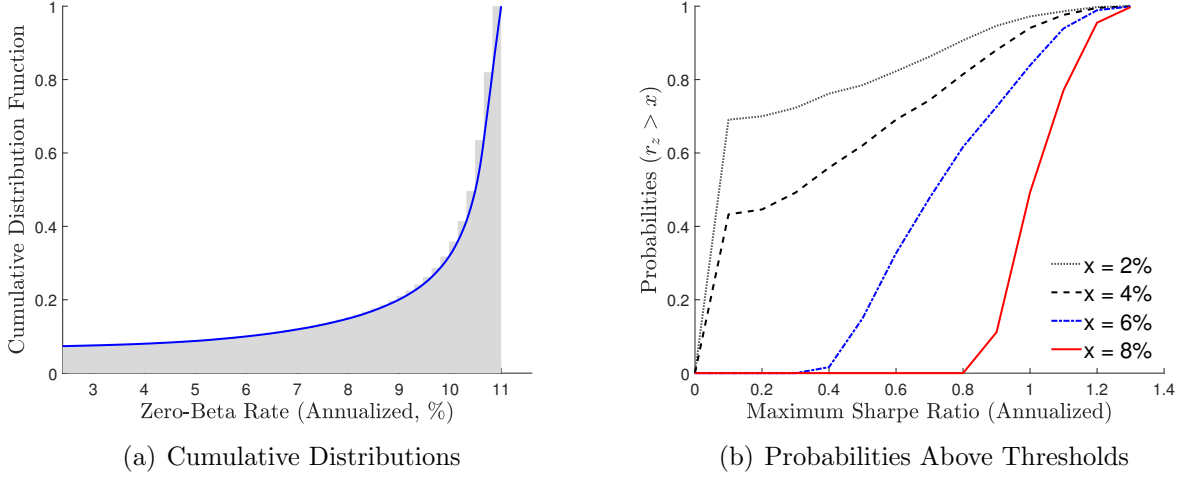 Cumulative Distribution Function
1
0.8
0.6
0.4
0.2
0
3 4 5 6 7 8 9 10 11
Zero-Beta Rate (Annualized, %)
(a) Cumulative Distributions
Probabilities (r_z > x)
1
0.8
0.6
0.4
0.2
0
x = 2%
x = 4%
x = 6%
x = 8%
0 0.2 0.4 0.6 0.8 1 1.2 1.4
Maximum Sharpe Ratio (Annualized)
(b) Probabilities Above Thresholds